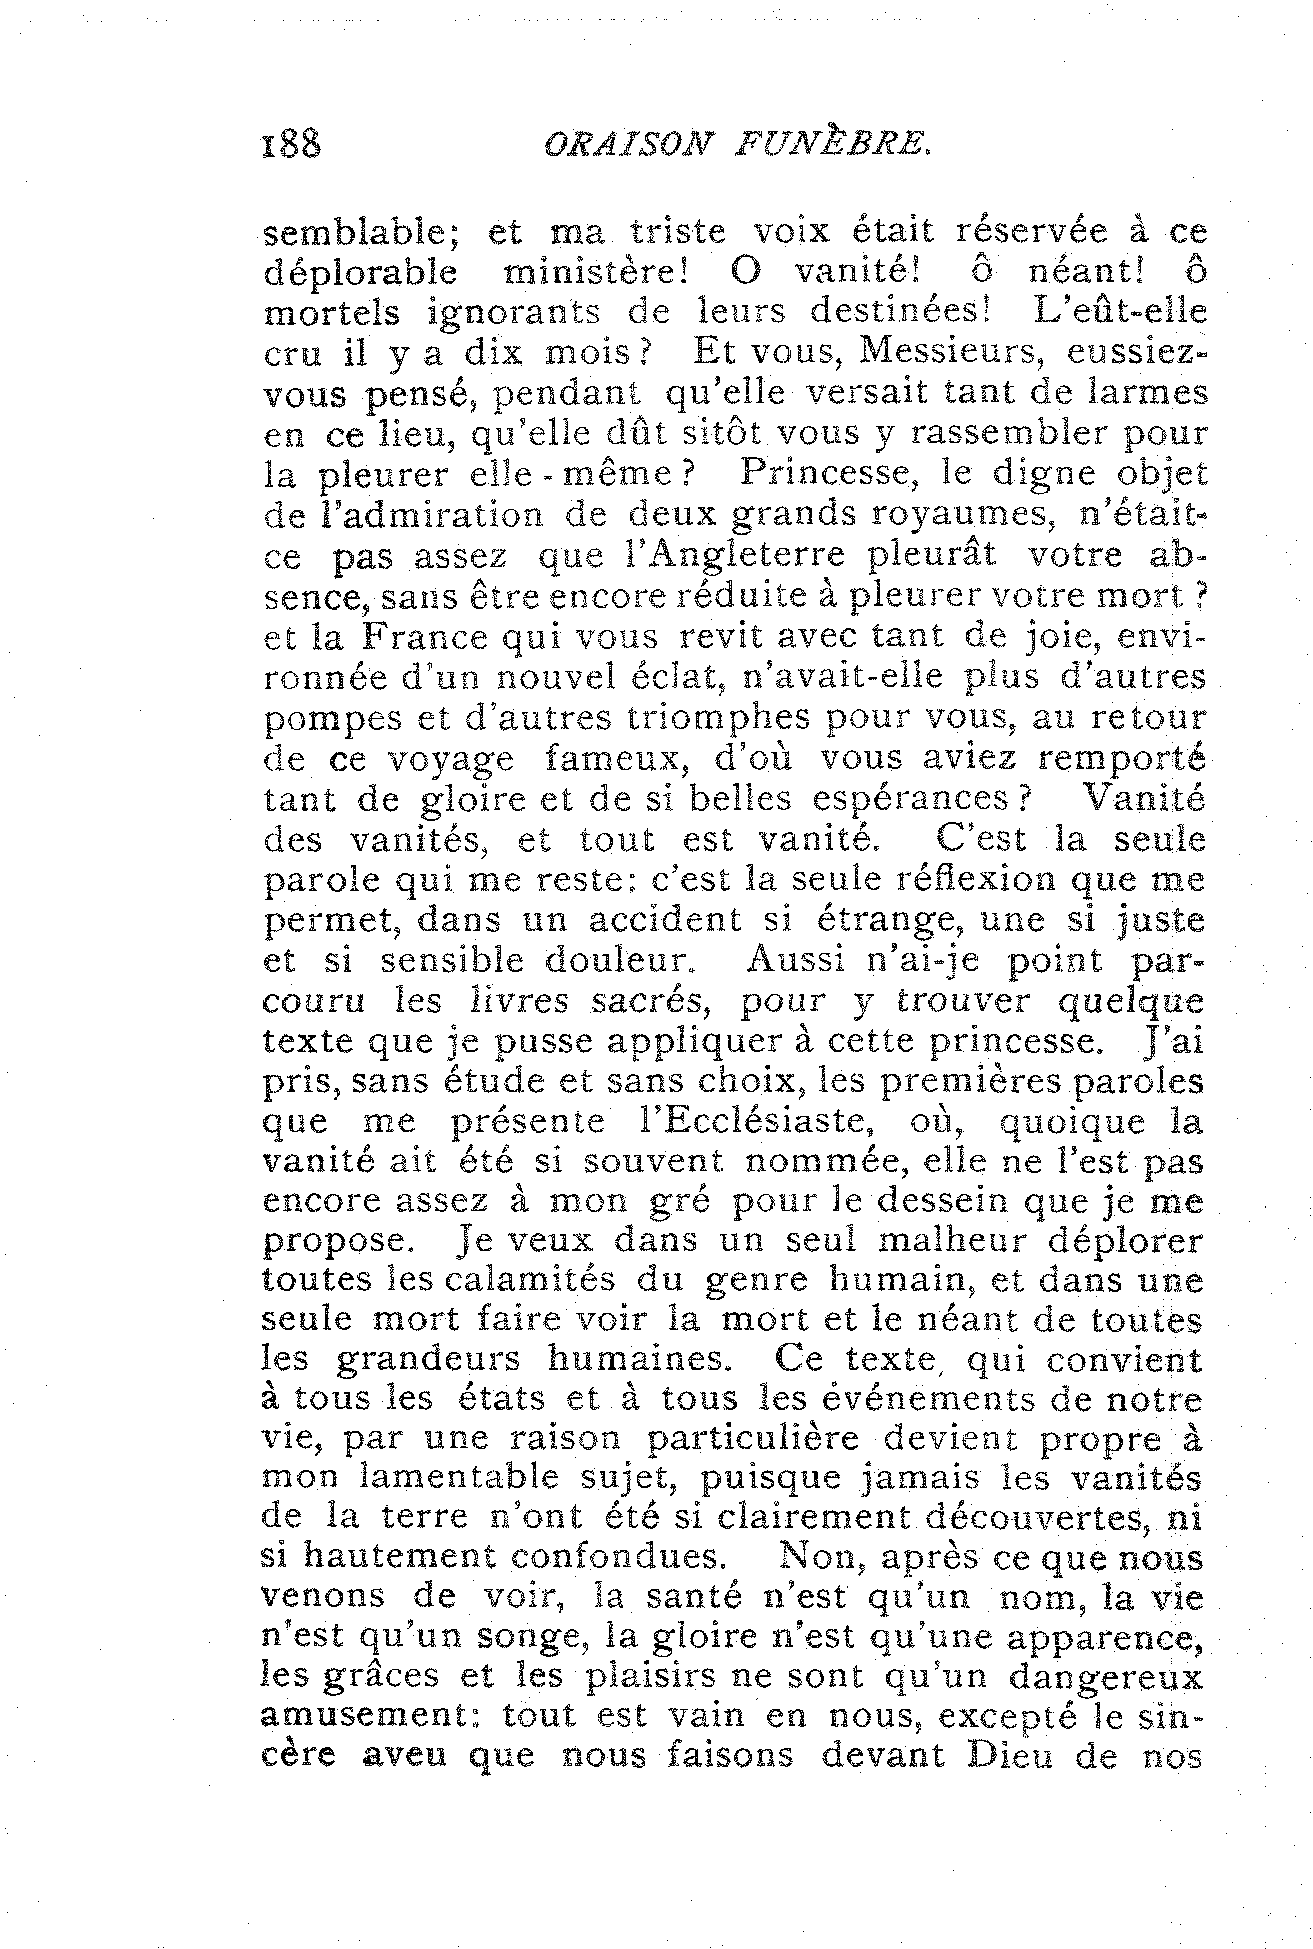 188 ORAISON FUNÈBRE.
semblable; et ma triste voix était réservée à ce
déplorable ministère! O vanité! ô néant! ô
mortels ignorants de leurs destinées! L'eût-elle
cru il y a dix mois? Et vous, Messieurs, eussiez-
vous pensé, pendant qu'elle versait tant de larmes
en ce lieu, qu'elle dût sitôt vous y rassembler pour
la pleurer elle-même? Princesse, le digne objet
de l'admiration de deux grands royaumes, n'était-
ce pas assez que l'Angleterre pleurât votre ab-
sence, sans être encore réduite à pleurer votre mort?
et la France qui vous revit avec tant de joie, envi-
ronnée d'un nouvel éclat, n'avait-elle plus d'autres
pompes et d'autres triomphes pour vous, au retour
de ce voyage fameux, d'où vous aviez remporté
tant de gloire et de si belles espérances? Vanité
des vanités, et tout est vanité. C'est la seule
parole qui me reste: c'est la seule réflexion que me
permet, dans un accident si étrange, une si juste
et si sensible douleur. Aussi n'ai-je point par-
couru les livres sacrés, pour y trouver quelque
texte que je pusse appliquer à cette princesse. J'ai
pris, sans étude et sans choix, les premières paroles
que me présente l'Ecclésiaste, où, quoique la
vanité ait été si souvent nommée, elle ne l'est pas
encore assez à mon gré pour le dessein que je me
propose. Je veux dans un seul malheur déplorer
toutes les calamités du genre humain, et dans une
seule mort faire voir la mort et le néant de toutes
les grandeurs humaines. Ce texte, qui convient
à tous les états et à tous les événements de notre
vie, par une raison particulière devient propre à
mon lamentable sujet, puisque jamais les vanités
de la terre n'ont été si clairement découvertes, ni
si hautement confondues. Non, après ce que nous
venons de voir, la santé n'est qu'un nom, la vie
n'est qu'un songe, la gloire n'est qu'une apparence,
les grâces et les plaisirs ne sont qu'un dangereux
amusement: tout est vain en nous, excepté le sin-
cère aveu que nous faisons devant Dieu de nos